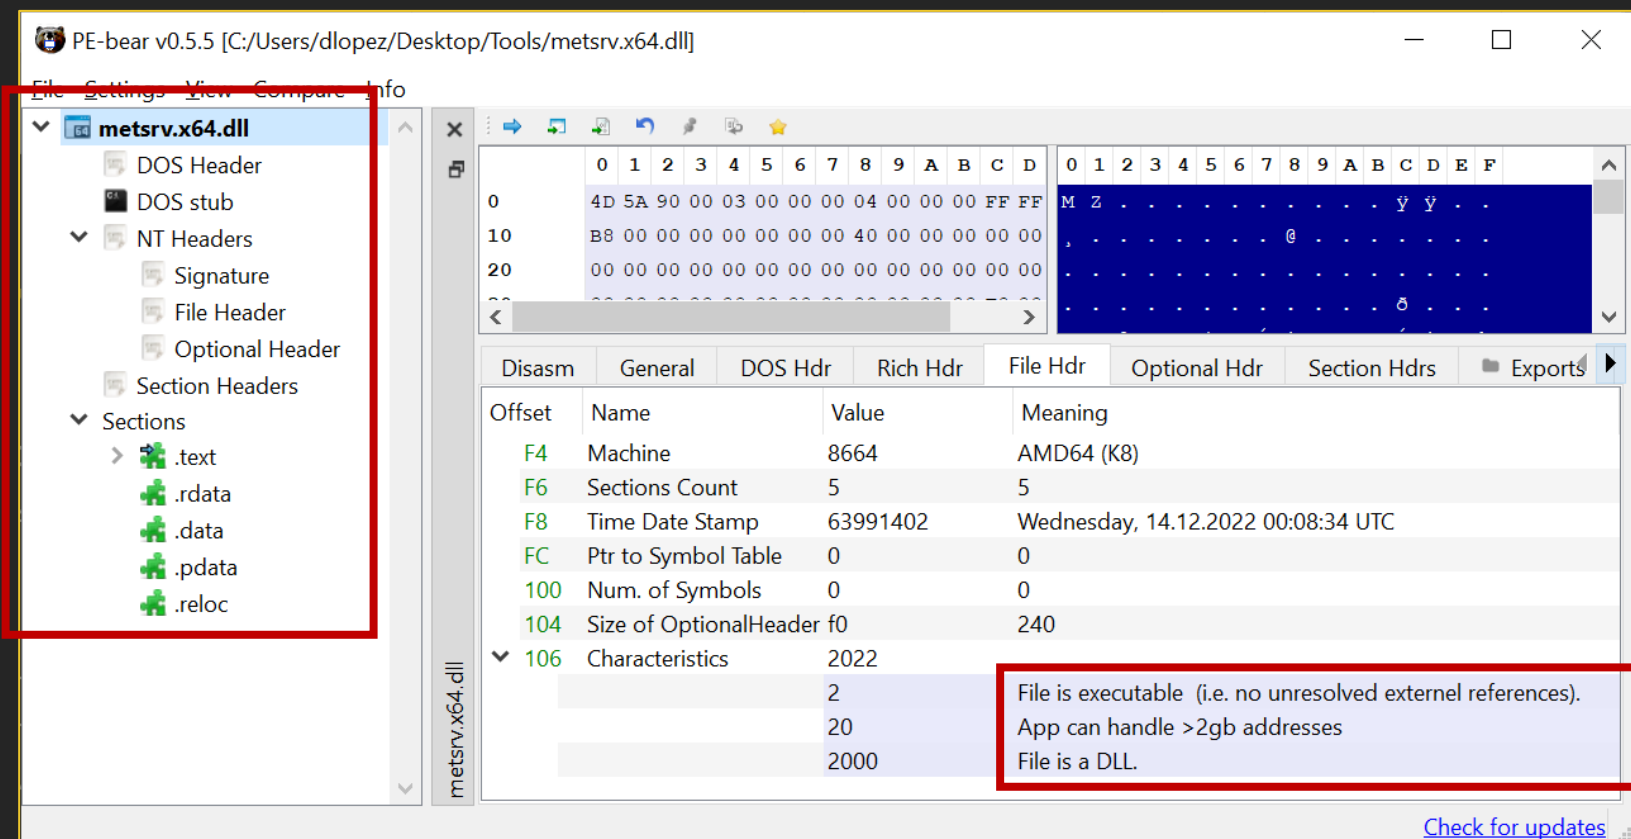 PE-bear v0.5.5 [C:/Users/dlopez/Desktop/Tools/metsrv.x64.dll]
File Settings View Compare Info
metsrv.x64.dll
DOS Header
DOS stub
NT Headers
Signature
File Header
Optional Header
Section Headers
Sections
.text
.rdata
.data
.pdata
.reloc
metsrv.x64.dll
0 1 2 3 4 5 6 7 8 9 A B C D
0 4D 5A 90 00 03 00 00 00 04 00 00 00 FF FF
10 B8 00 00 00 00 00 00 00 40 00 00 00 00 00
20 00 00 00 00 00 00 00 00 00 00 00 00 00 00
0 1 2 3 4 5 6 7 8 9 A B C D E F
M Z . . . . . . . . . . ÿ ÿ . .
¸ . . . . . . . @ . . . . . . .
. . . . . . . . . . . . . . . .
. . . . . . . . . . . . ð . . .
Disasm General DOS Hdr Rich Hdr File Hdr Optional Hdr Section Hdrs Exports
Offset Name Value Meaning
F4 Machine 8664 AMD64 (K8)
F6 Sections Count 5 5
F8 Time Date Stamp 63991402 Wednesday, 14.12.2022 00:08:34 UTC
FC Ptr to Symbol Table 0 0
100 Num. of Symbols 0 0
104 Size of OptionalHeader f0 240
106 Characteristics 2022
2 File is executable (i.e. no unresolved externel references).
20 App can handle >2gb addresses
2000 File is a DLL.
Check for updates